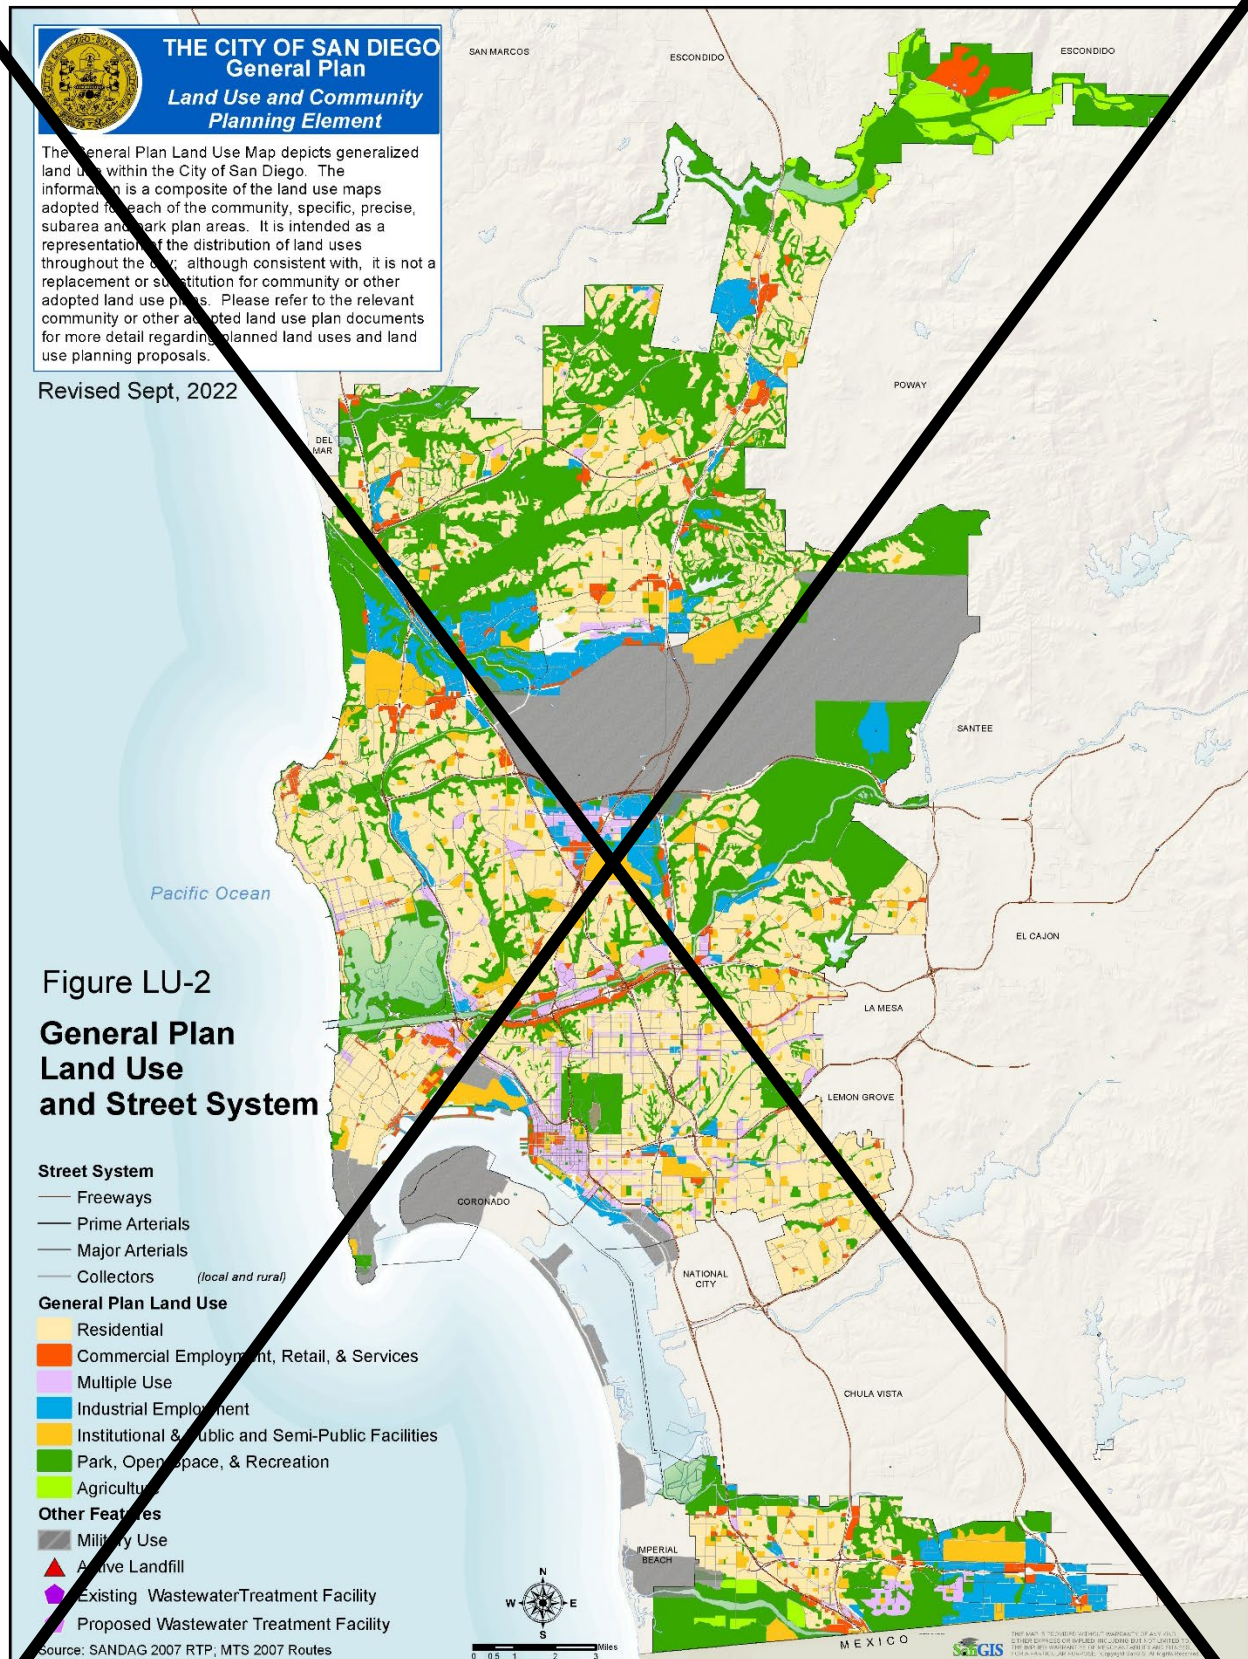 THE CITY OF SAN DIEGO
General Plan
Land Use and Community
Planning Element
The General Plan Land Use Map depicts generalized
land use within the City of San Diego. The
information is a composite of the land use maps
adopted for each of the community, specific, precise,
subarea and park plan areas. It is intended as a
representation of the distribution of land uses
throughout the city; although consistent with, it is not a
replacement or substitution for community or other
adopted land use plans. Please refer to the relevant
community or other adopted land use plan documents
for more detail regarding planned land uses and land
use planning proposals.
Revised Sept, 2022
SAN MARCOS
ESCONDIDO
ESCONDIDO
POWAY
DEL
MAR
SANTEE
Pacific Ocean
EL CAJON
LA MESA
LEMON GROVE
CORONADO
NATIONAL
CITY
CHULA VISTA
IMPERIAL
BEACH
MEXICO
Figure LU-2
General Plan
Land Use
and Street System
Street System
Freeways
Prime Arterials
Major Arterials
Collectors (local and rural)
General Plan Land Use
Residential
Commercial Employment, Retail, & Services
Multiple Use
Industrial Employment
Institutional & Public and Semi-Public Facilities
Park, Open Space, & Recreation
Agriculture
Other Features
Military Use
Active Landfill
Existing WastewaterTreatment Facility
Proposed Wastewater Treatment Facility
Source: SANDAG 2007 RTP; MTS 2007 Routes
N
W E
S
0 0.5 1 2 3 Miles
SanGIS